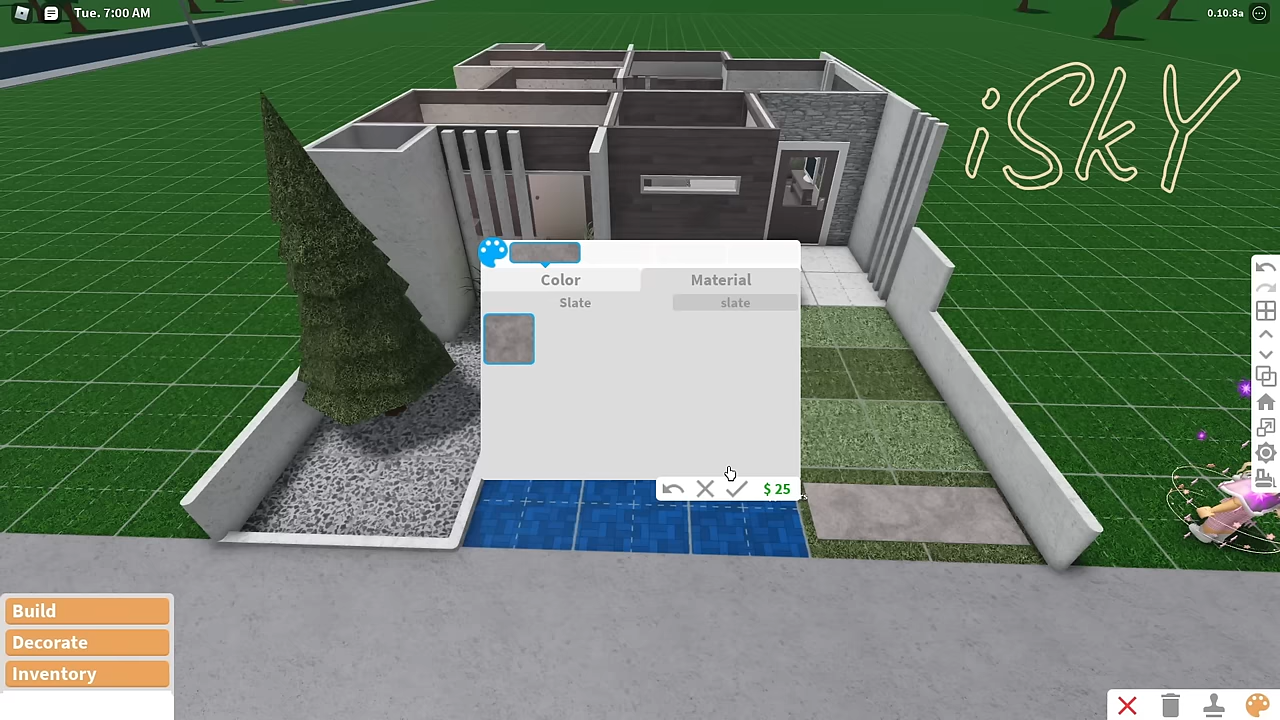 Tue. 7:00 AM
0.10.8a
iSkY
Color
Material
Slate
slate
$ 25
Build
Decorate
Inventory